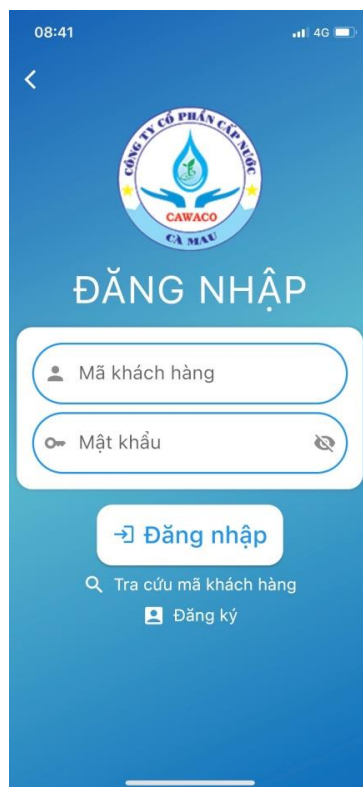 08:41
4G
CÔNG TY CỔ PHẦN CẤP NƯỚC
CAWACO
CÀ MAU
ĐĂNG NHẬP
Mã khách hàng
Mật khẩu
Đăng nhập
Tra cứu mã khách hàng
Đăng ký